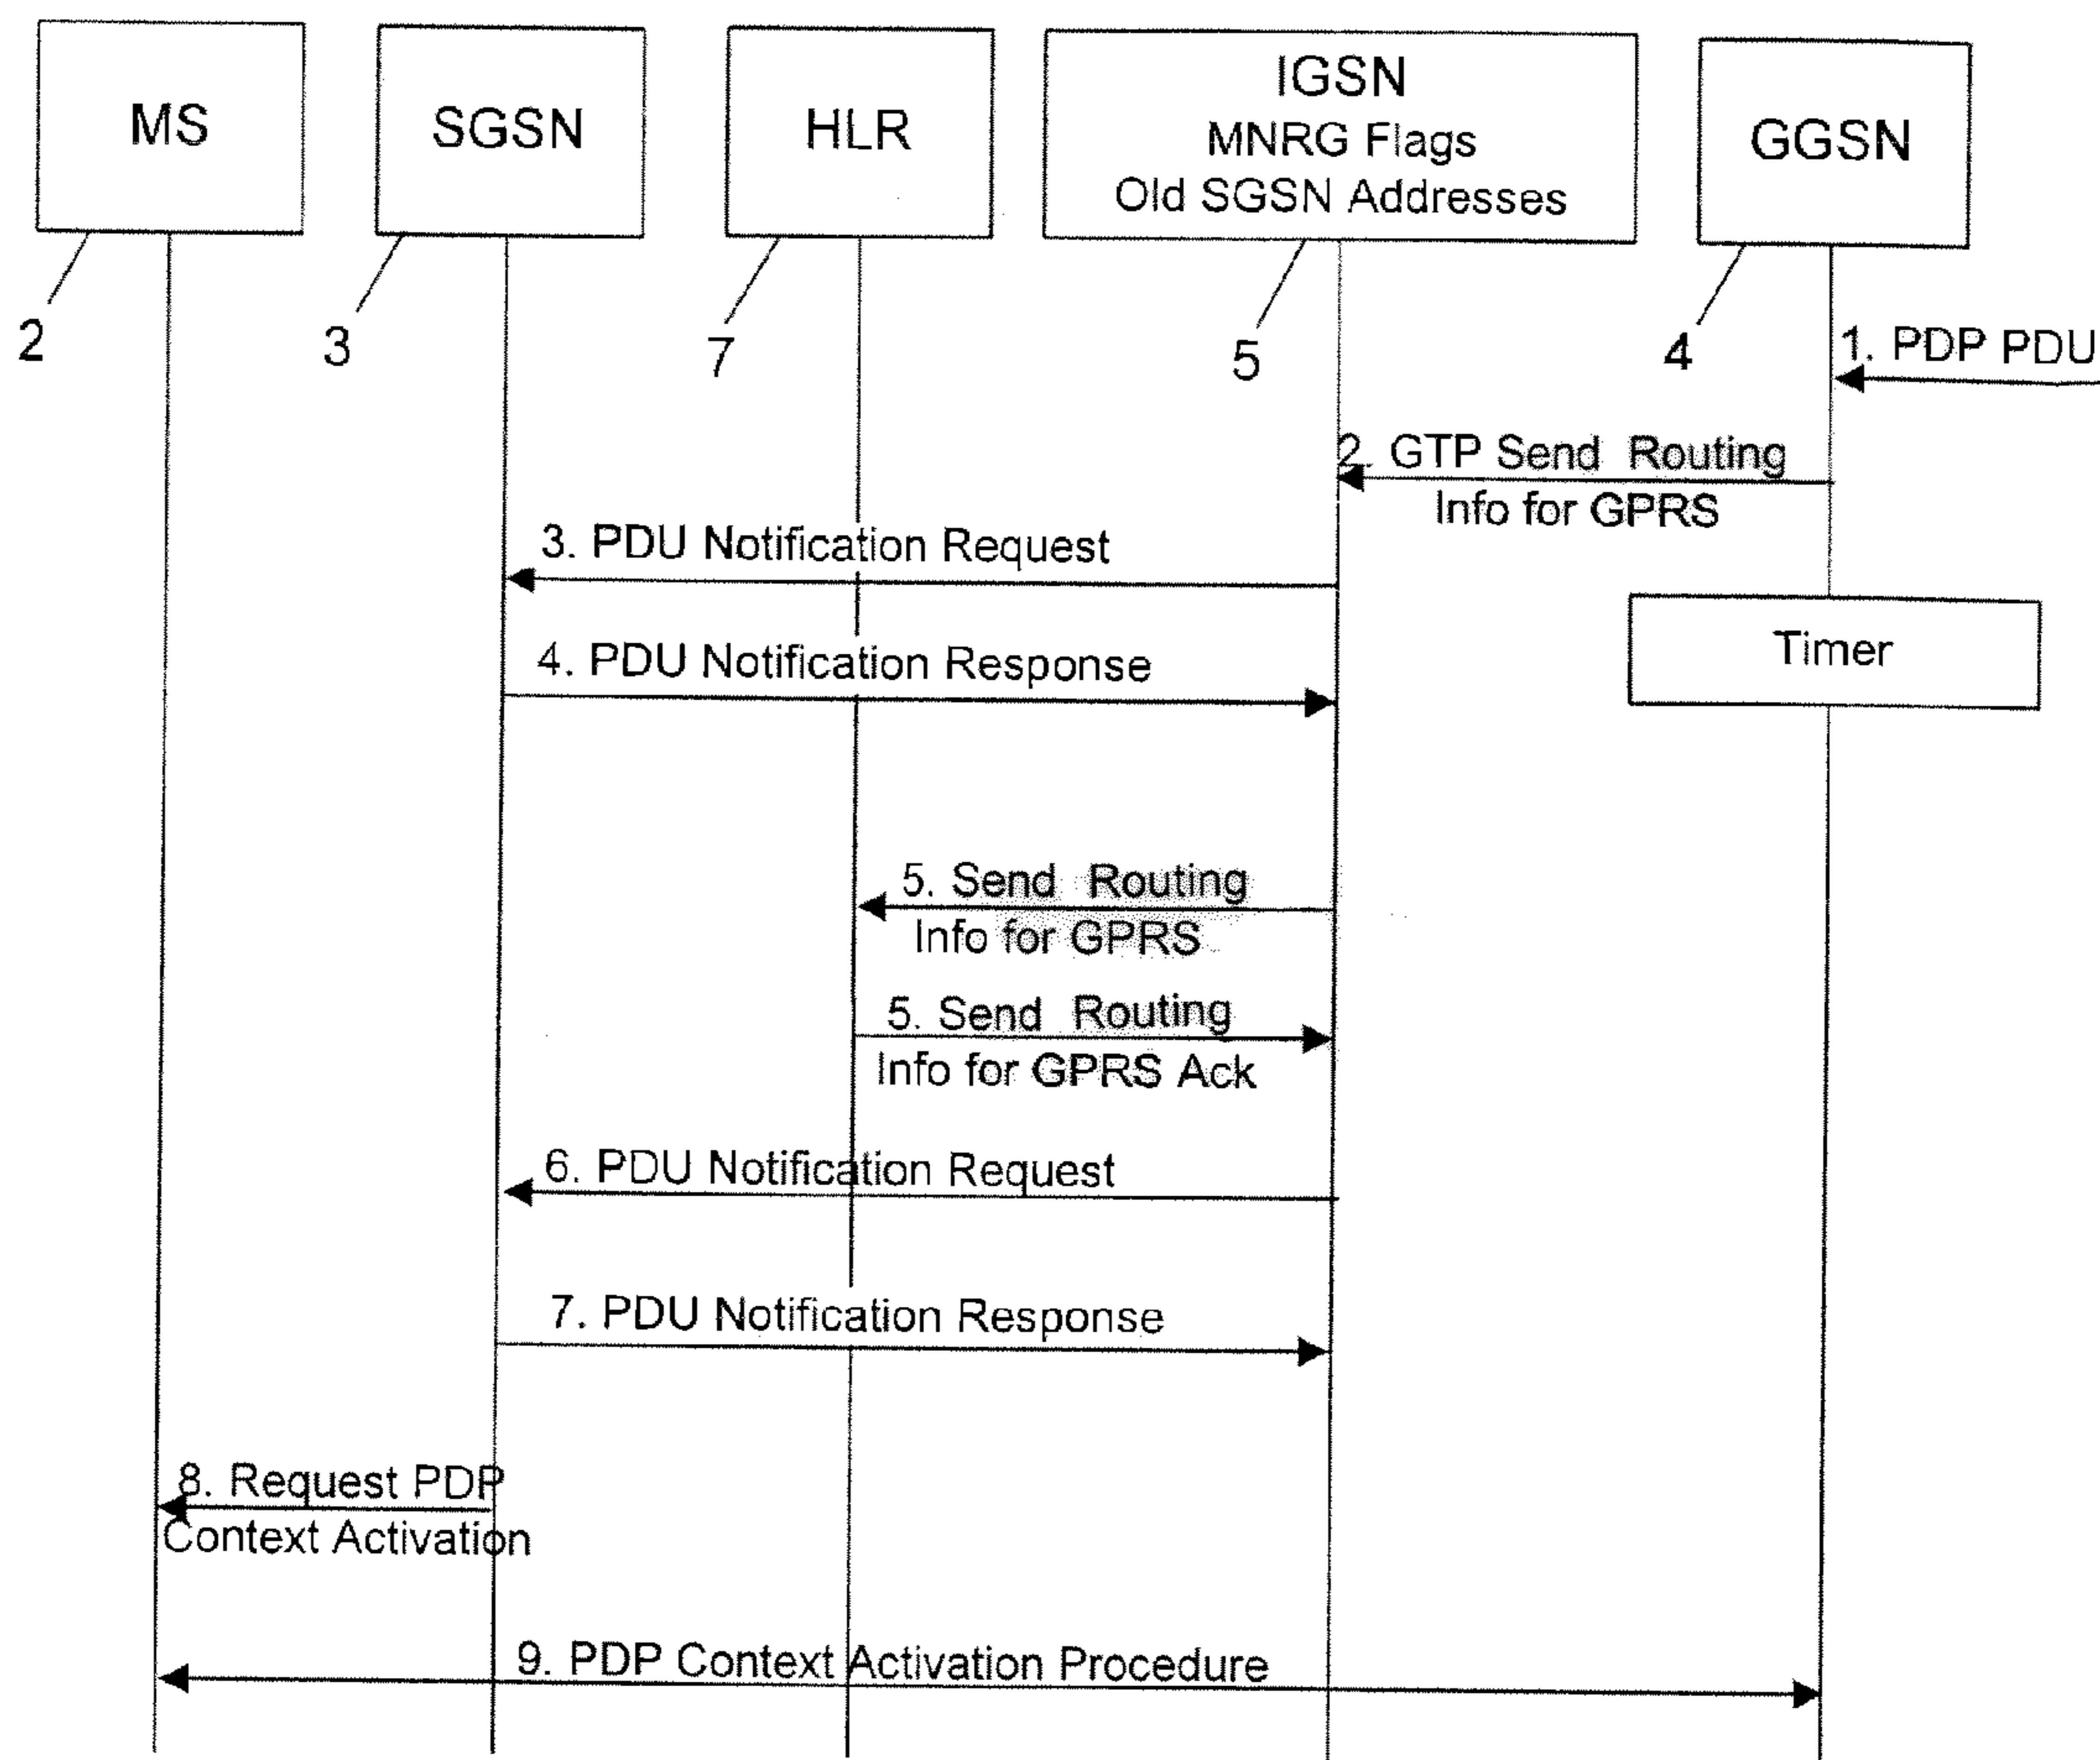 MS
SGSN
HLR
IGSN
MNRG Flags
Old SGSN Addresses
GGSN
2
3
7
5
4
1. PDP PDU
2. GTP Send Routing
Info for GPRS
3. PDU Notification Request
Timer
4. PDU Notification Response
5. Send Routing
Info for GPRS
5. Send Routing
Info for GPRS Ack
6. PDU Notification Request
7. PDU Notification Response
8. Request PDP
Context Activation
9. PDP Context Activation Procedure